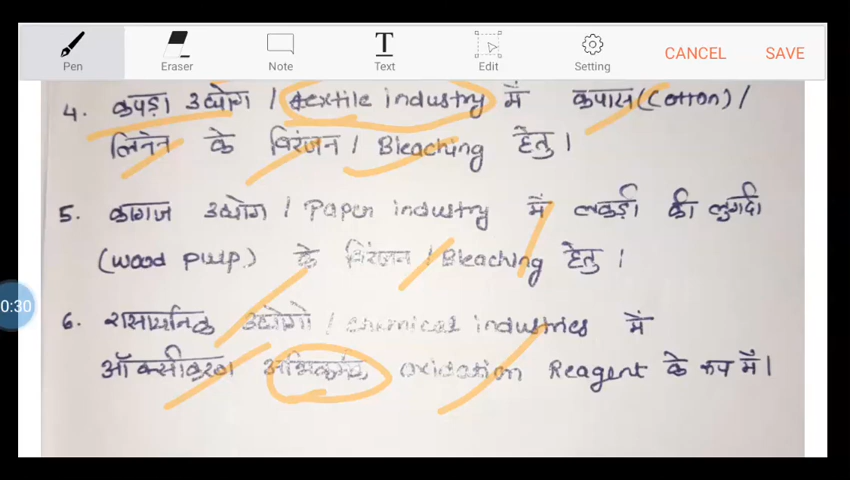 Pen Eraser Note Text Edit Setting CANCEL SAVE
4. कपड़ा उद्योग / textile industry में कपास (Cotton) /
लिनेन के विरंजन / Bleaching हेतु ।
0:30
5. कागज उद्योग / Paper industry में लकड़ी की लुगदी
(wood pulp.) के विरंजन / Bleaching हेतु ।
6. रासायनिक उद्योगो / chemical industries में
ऑक्सीकरण अभिकर्मक oxidation Reagent के रूप में ।